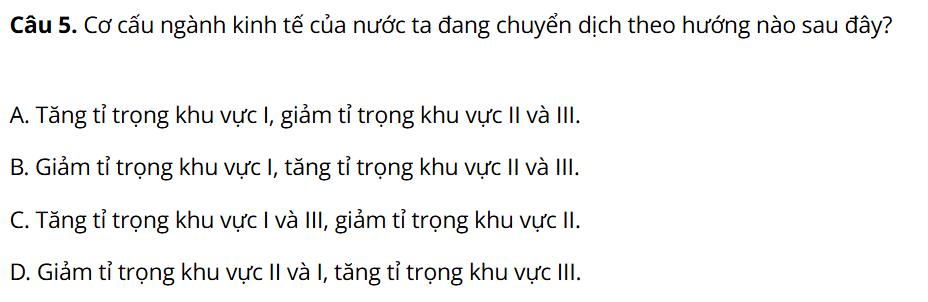 Câu 5. Cơ cấu ngành kinh tế của nước ta đang chuyển dịch theo hướng nào sau đây?
A. Tăng tỉ trọng khu vực I, giảm tỉ trọng khu vực II và III.
B. Giảm tỉ trọng khu vực I, tăng tỉ trọng khu vực II và III.
C. Tăng tỉ trọng khu vực I và III, giảm tỉ trọng khu vực II.
D. Giảm tỉ trọng khu vực II và I, tăng tỉ trọng khu vực III.